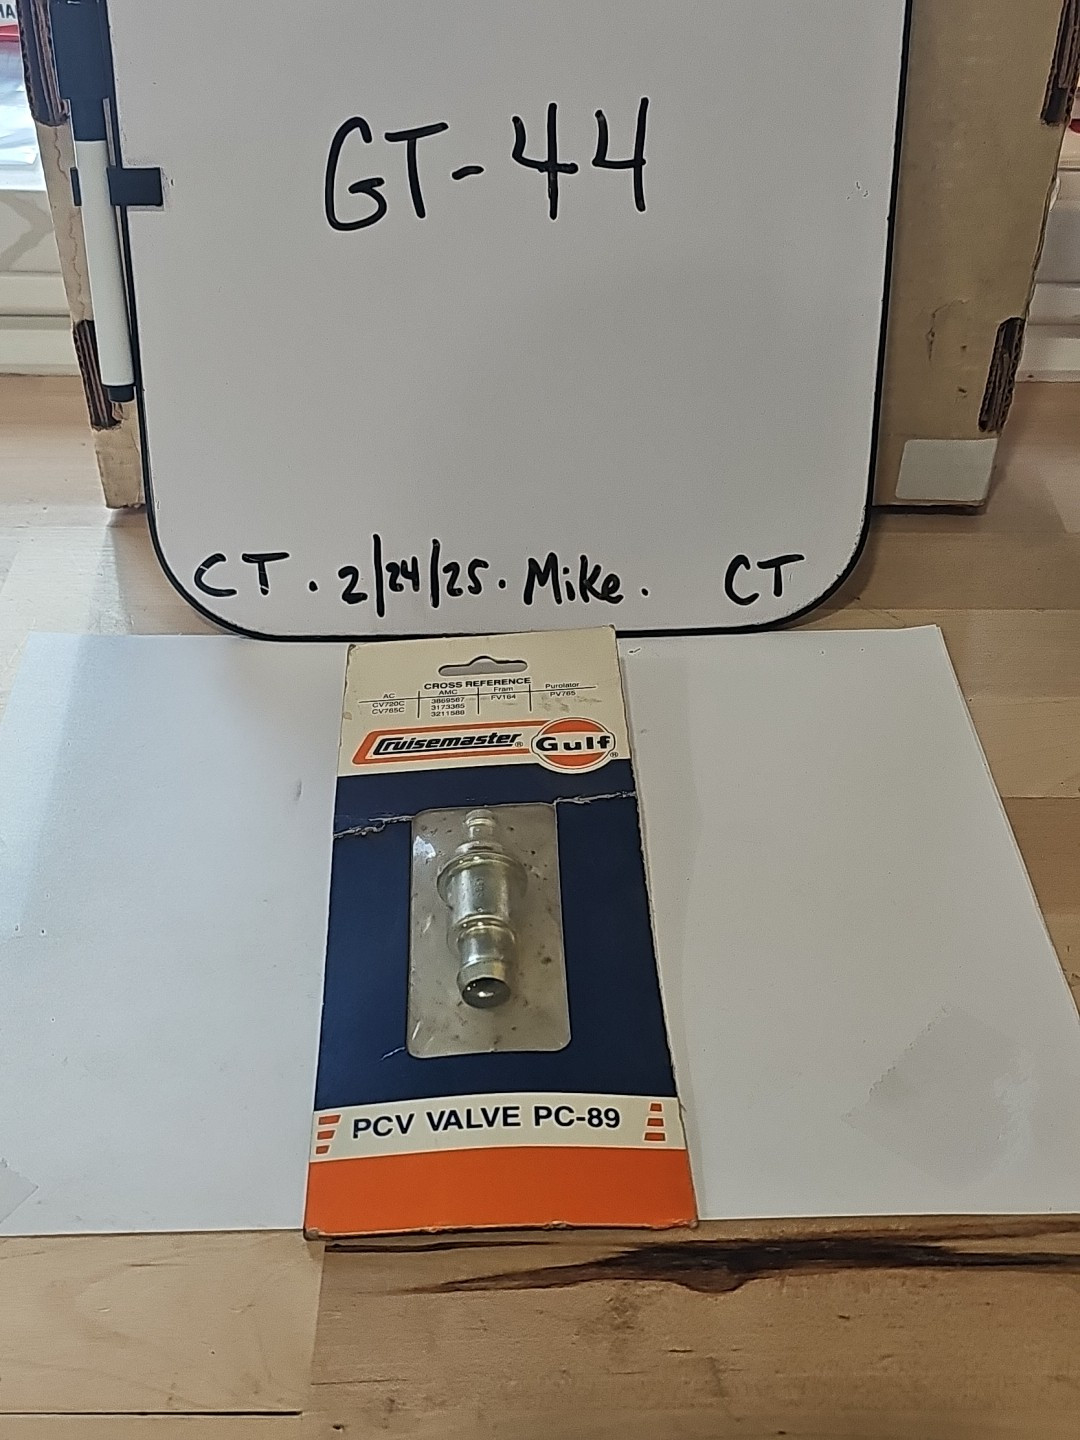 GT-44
CT. 2/24/25. Mike. CT
CROSS REFERENCE
AC AMC Fram Purolator
CV720C 3869567 FV164 PV765
CV765C 3173385
3211588
Cruisemaster® Gulf®
PCV VALVE PC-89